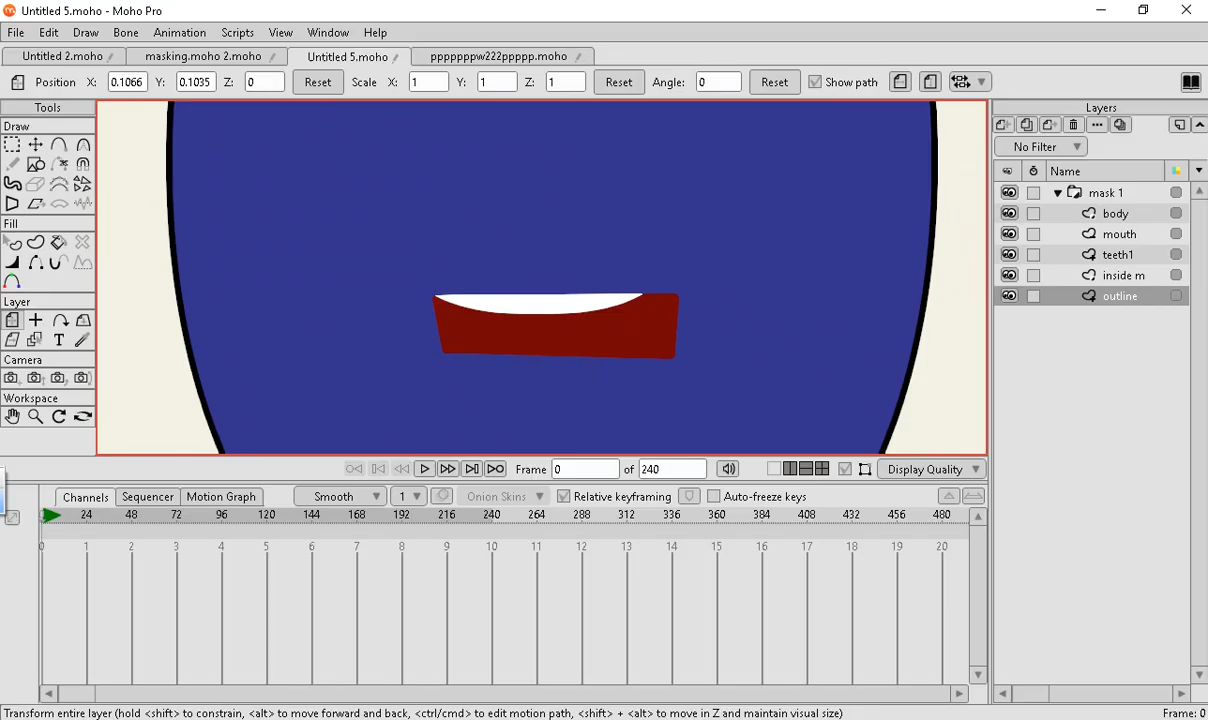 Untitled 5.moho - Moho Pro
File Edit Draw Bone Animation Scripts View Window Help
Untitled 2.moho masking.moho 2.moho Untitled 5.moho pppppppw222ppppp.moho
Position X: 0.1066 Y: 0.1035 Z: 0 Reset Scale X: 1 Y: 1 Z: 1 Reset Angle: 0 Reset Show path
Tools
Draw
Fill
Layer
Camera
Workspace
Layers
No Filter
Name
mask 1
body
mouth
teeth1
inside m
outline
Frame 0 of 240 Display Quality
Channels Sequencer Motion Graph Smooth 1 Onion Skins Relative keyframing Auto-freeze keys
24 48 72 96 120 144 168 192 216 240 264 288 312 336 360 384 408 432 456 480
0 1 2 3 4 5 6 7 8 9 10 11 12 13 14 15 16 17 18 19 20
Transform entire layer (hold <shift> to constrain, <alt> to move forward and back, <ctrl/cmd> to edit motion path, <shift> + <alt> to move in Z and maintain visual size) Frame: 0